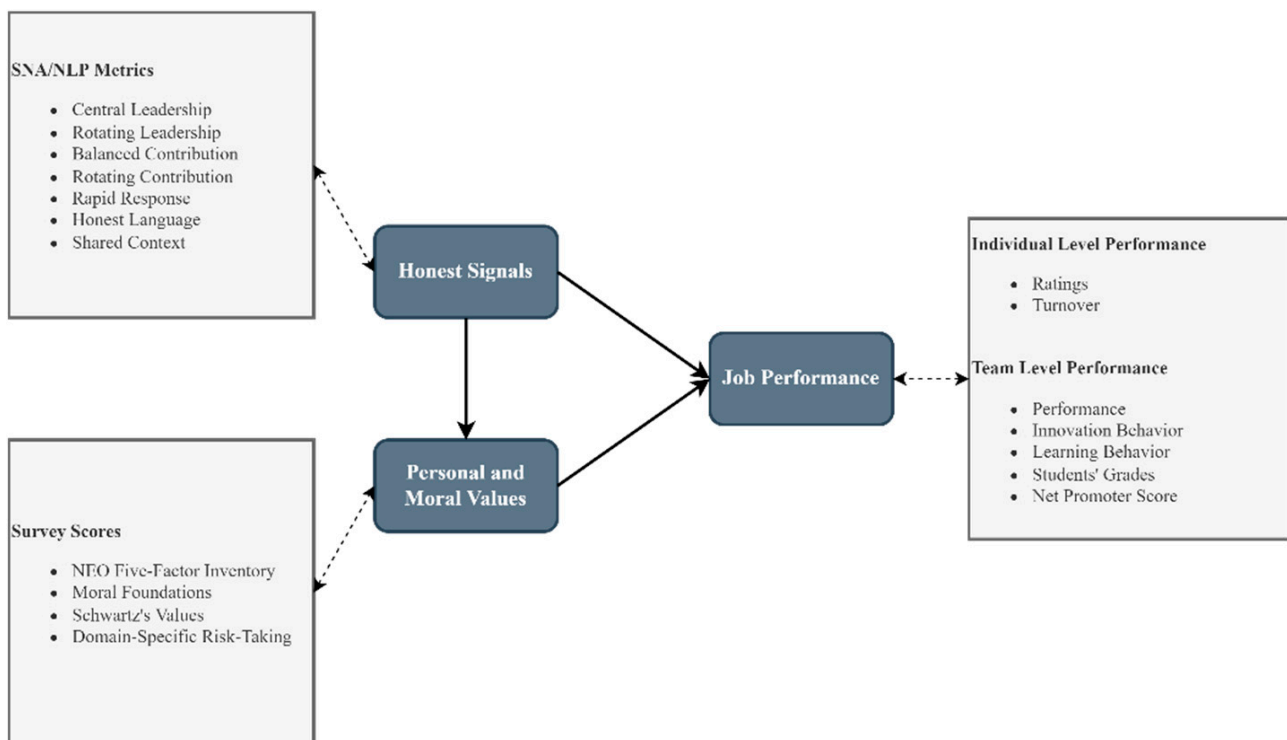 SNA/NLP Metrics
• Central Leadership
• Rotating Leadership
• Balanced Contribution
• Rotating Contribution
• Rapid Response
• Honest Language
• Shared Context
Honest Signals
Personal and
Moral Values
Survey Scores
• NEO Five-Factor Inventory
• Moral Foundations
• Schwartz's Values
• Domain-Specific Risk-Taking
Job Performance
Individual Level Performance
• Ratings
• Turnover
Team Level Performance
• Performance
• Innovation Behavior
• Learning Behavior
• Students' Grades
• Net Promoter Score